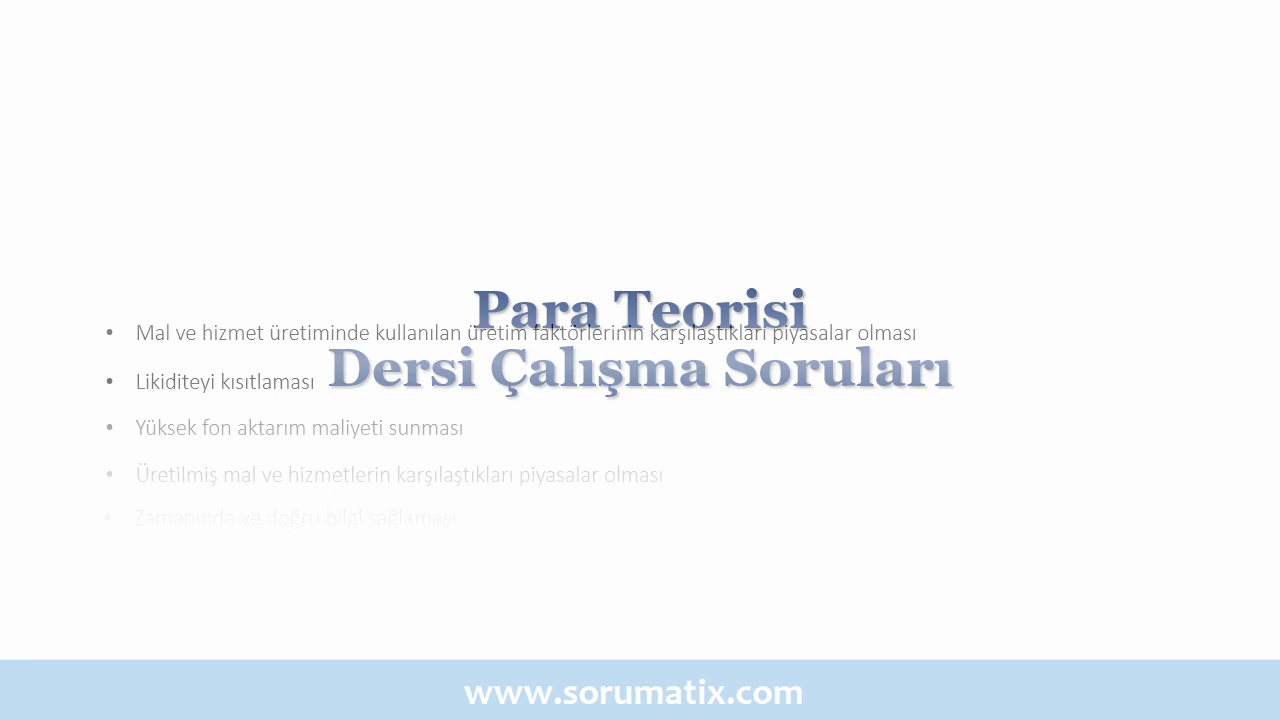 Para Teorisi
• Mal ve hizmet üretiminde kullanılan üretim faktörlerinin karşılaştıkları piyasalar olması
Dersi Çalışma Soruları
• Likiditeyi kısıtlaması
• Yüksek fon aktarım maliyeti sunması
• Üretilmiş mal ve hizmetlerin karşılaştıkları piyasalar olması
• Zamanında ve doğru bilgi sağlaması
www.sorumatix.com